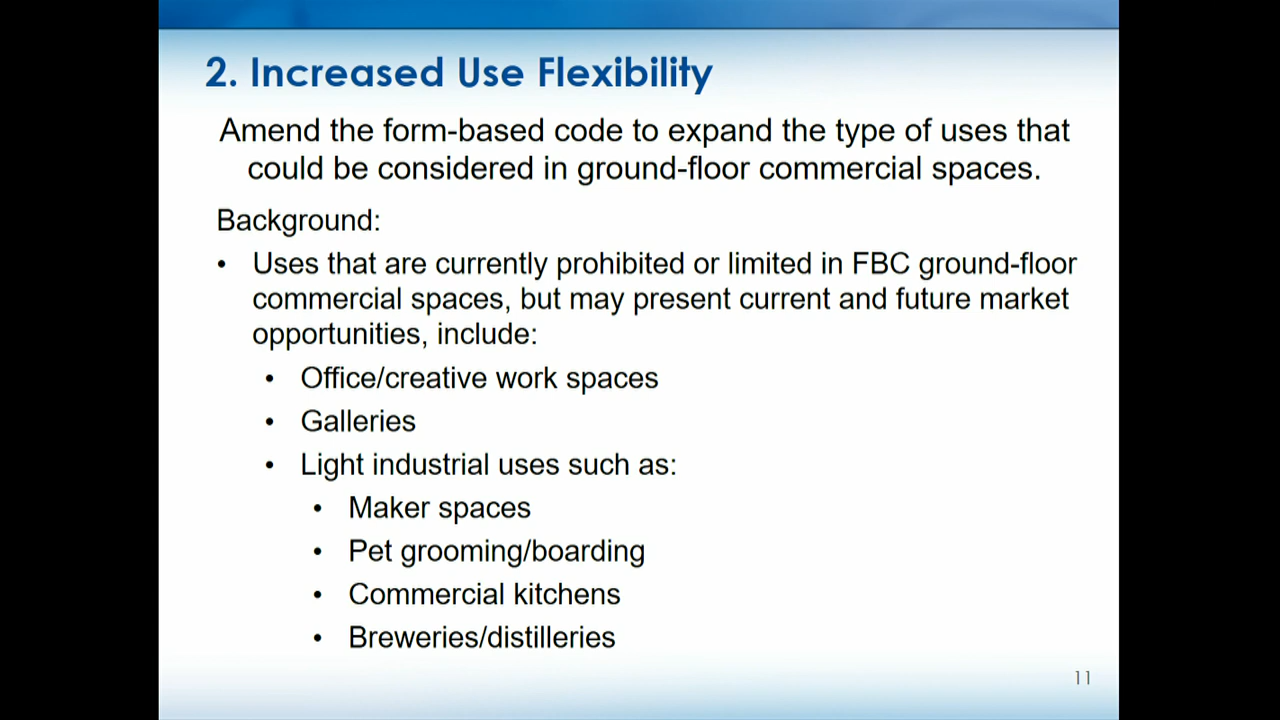 2. Increased Use Flexibility
Amend the form-based code to expand the type of uses that
could be considered in ground-floor commercial spaces.
Background:
• Uses that are currently prohibited or limited in FBC ground-floor
commercial spaces, but may present current and future market
opportunities, include:
• Office/creative work spaces
• Galleries
• Light industrial uses such as:
• Maker spaces
• Pet grooming/boarding
• Commercial kitchens
• Breweries/distilleries
11